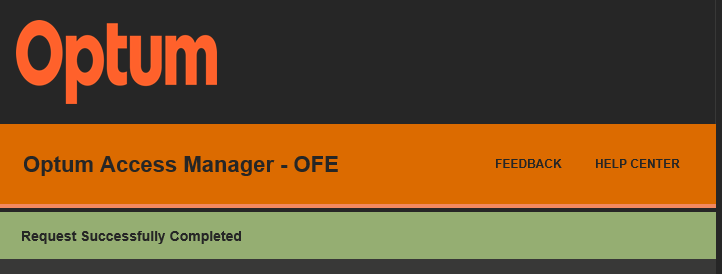 Optum
Optum Access Manager - OFE
FEEDBACK
HELP CENTER
Request Successfully Completed